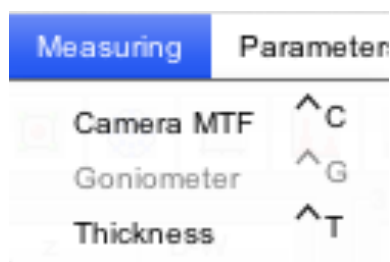 Measuring Parameters
Camera MTF ^C
Goniometer ^G
Thickness ^T